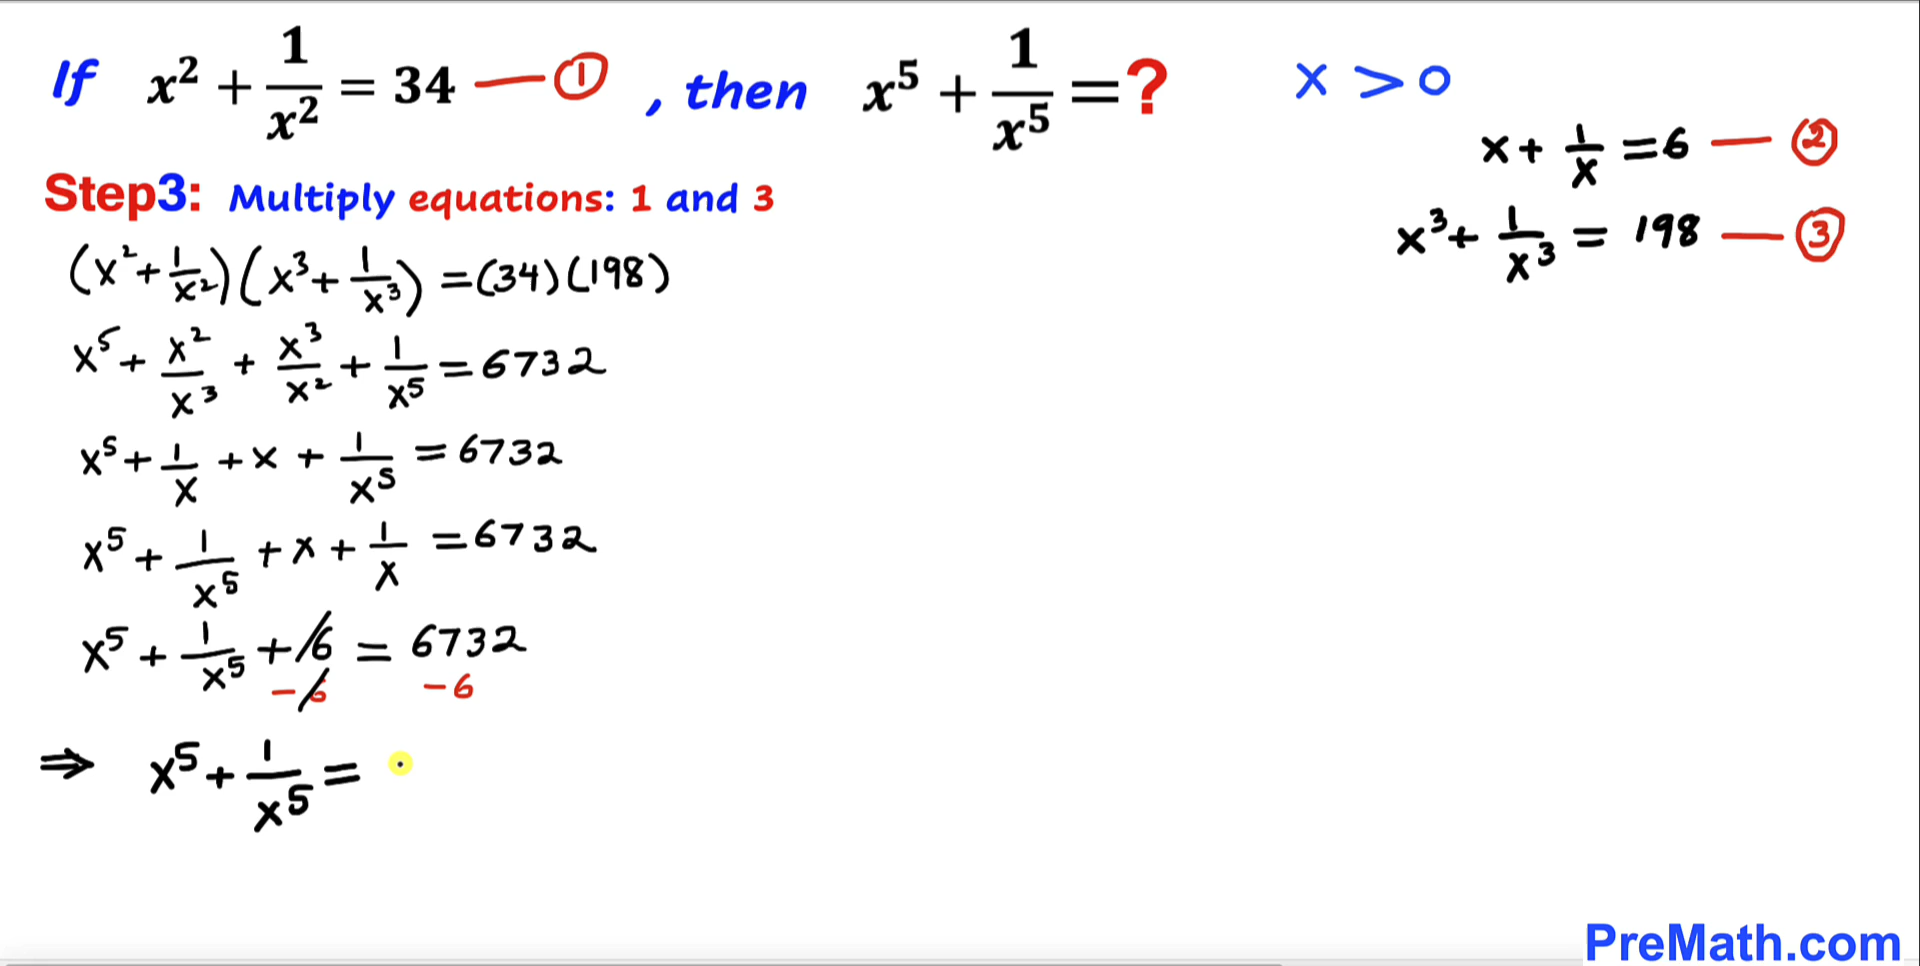 If x² + 1/x² = 34 — ① , then x⁵ + 1/x⁵ = ? x > 0
x + 1/x = 6 — ②
x³ + 1/x³ = 198 — ③
Step3: Multiply equations: 1 and 3
(x² + 1/x²)(x³ + 1/x³) = (34)(198)
x⁵ + x²/x³ + x³/x² + 1/x⁵ = 6732
x⁵ + 1/x + x + 1/x⁵ = 6732
x⁵ + 1/x⁵ + x + 1/x = 6732
x⁵ + 1/x⁵ + 6 = 6732
-6 -6
⇒ x⁵ + 1/x⁵ =
PreMath.com